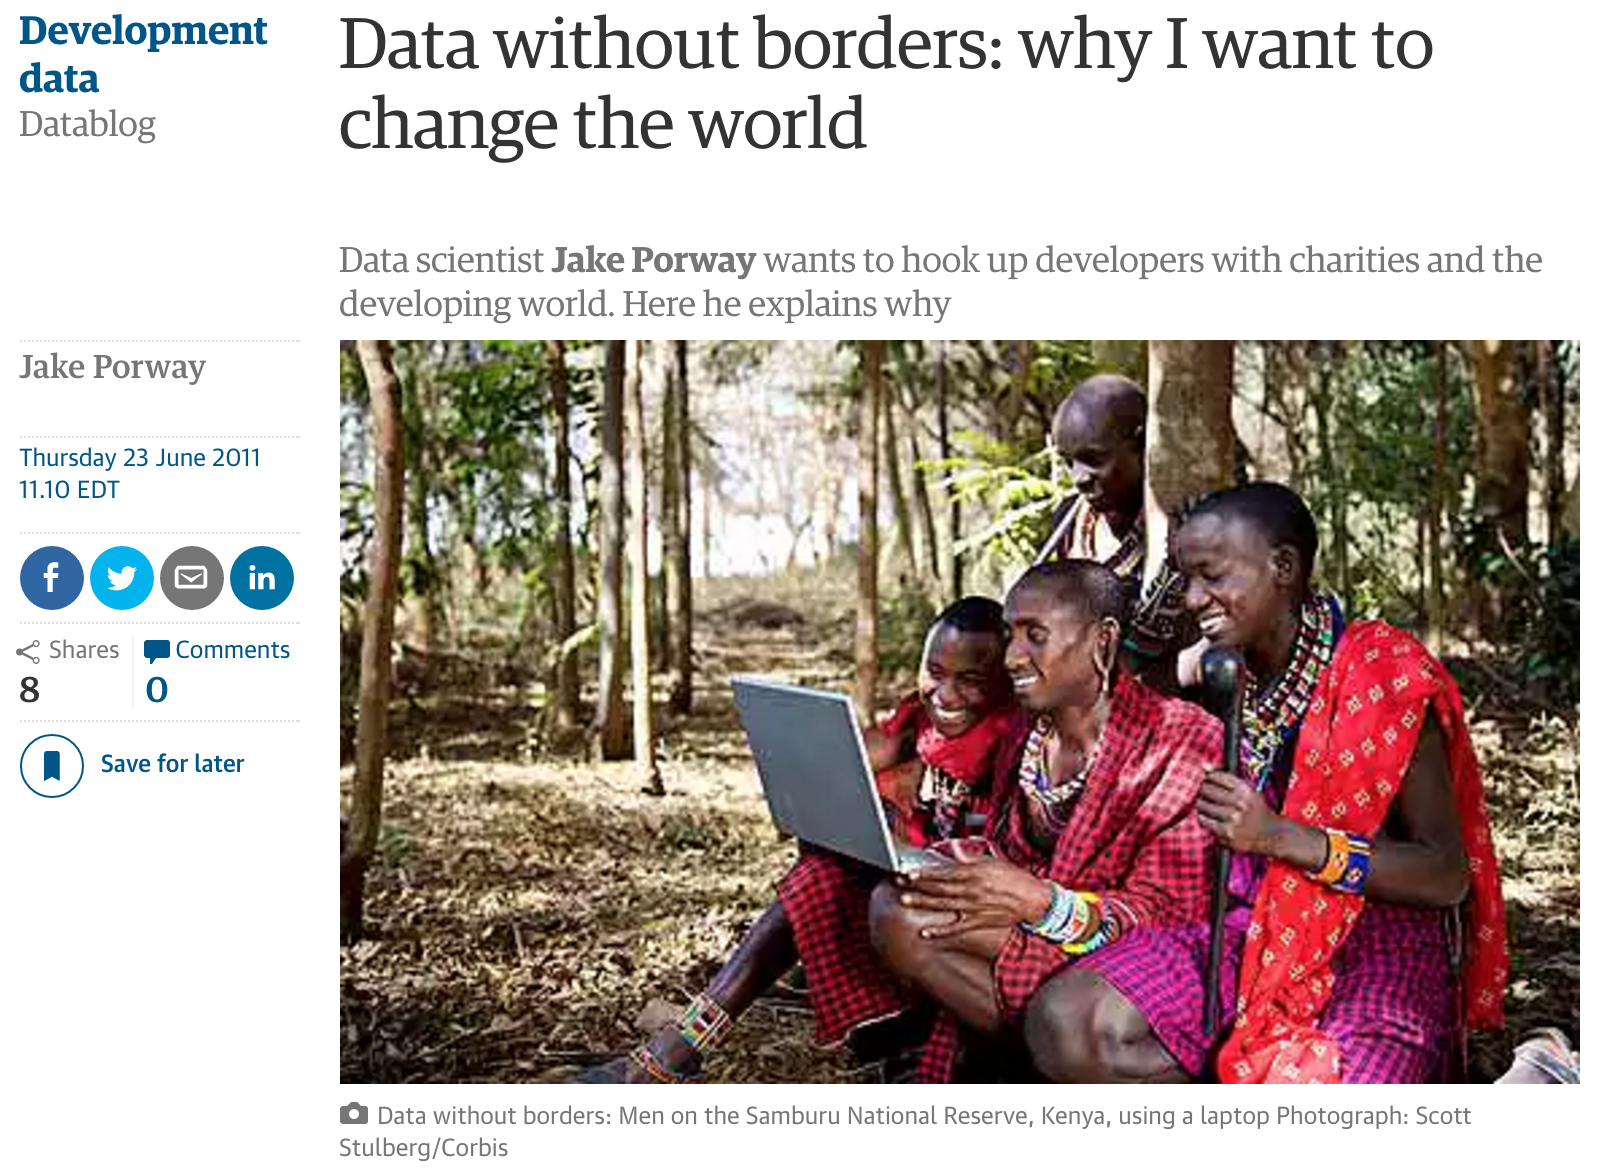 Development
data
Datablog
Data without borders: why I want to
change the world
Data scientist Jake Porway wants to hook up developers with charities and the
developing world. Here he explains why
Jake Porway
Thursday 23 June 2011
11.10 EDT
f
in
Shares
8
Comments
0
Save for later
Data without borders: Men on the Samburu National Reserve, Kenya, using a laptop Photograph: Scott
Stulberg/Corbis